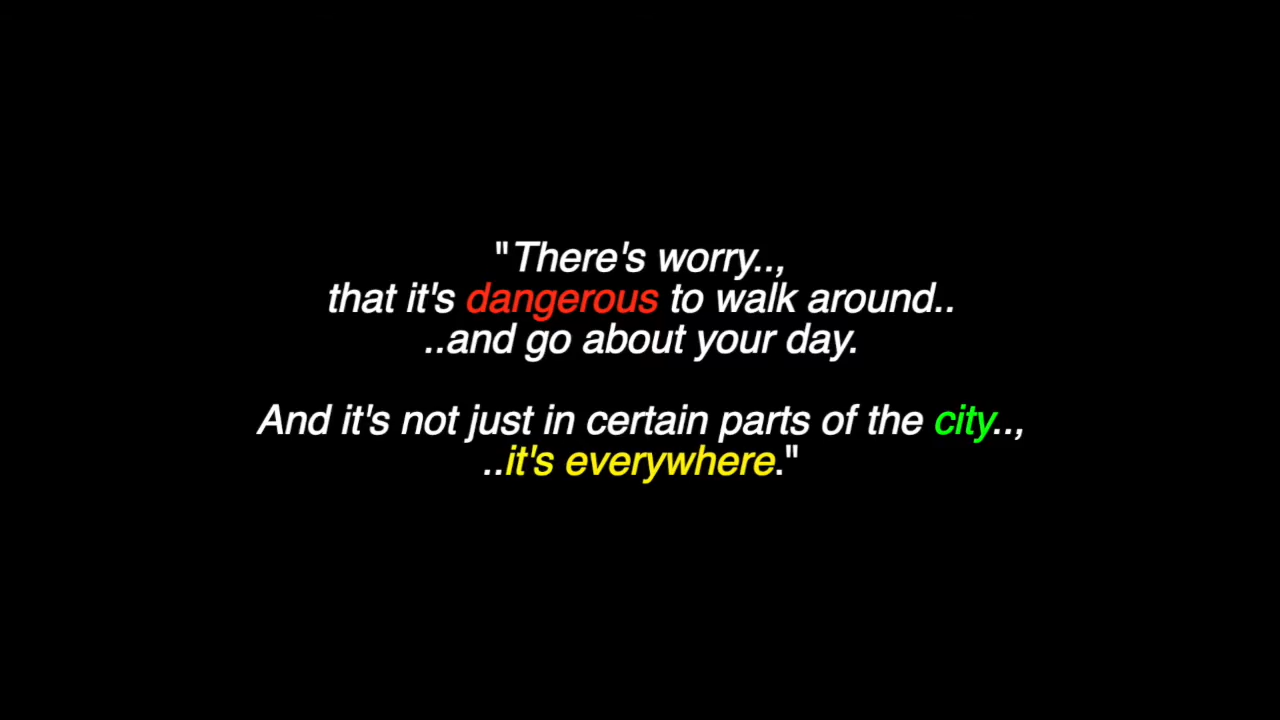 "There's worry..,
that it's dangerous to walk around..
..and go about your day.
And it's not just in certain parts of the city..,
..it's everywhere."